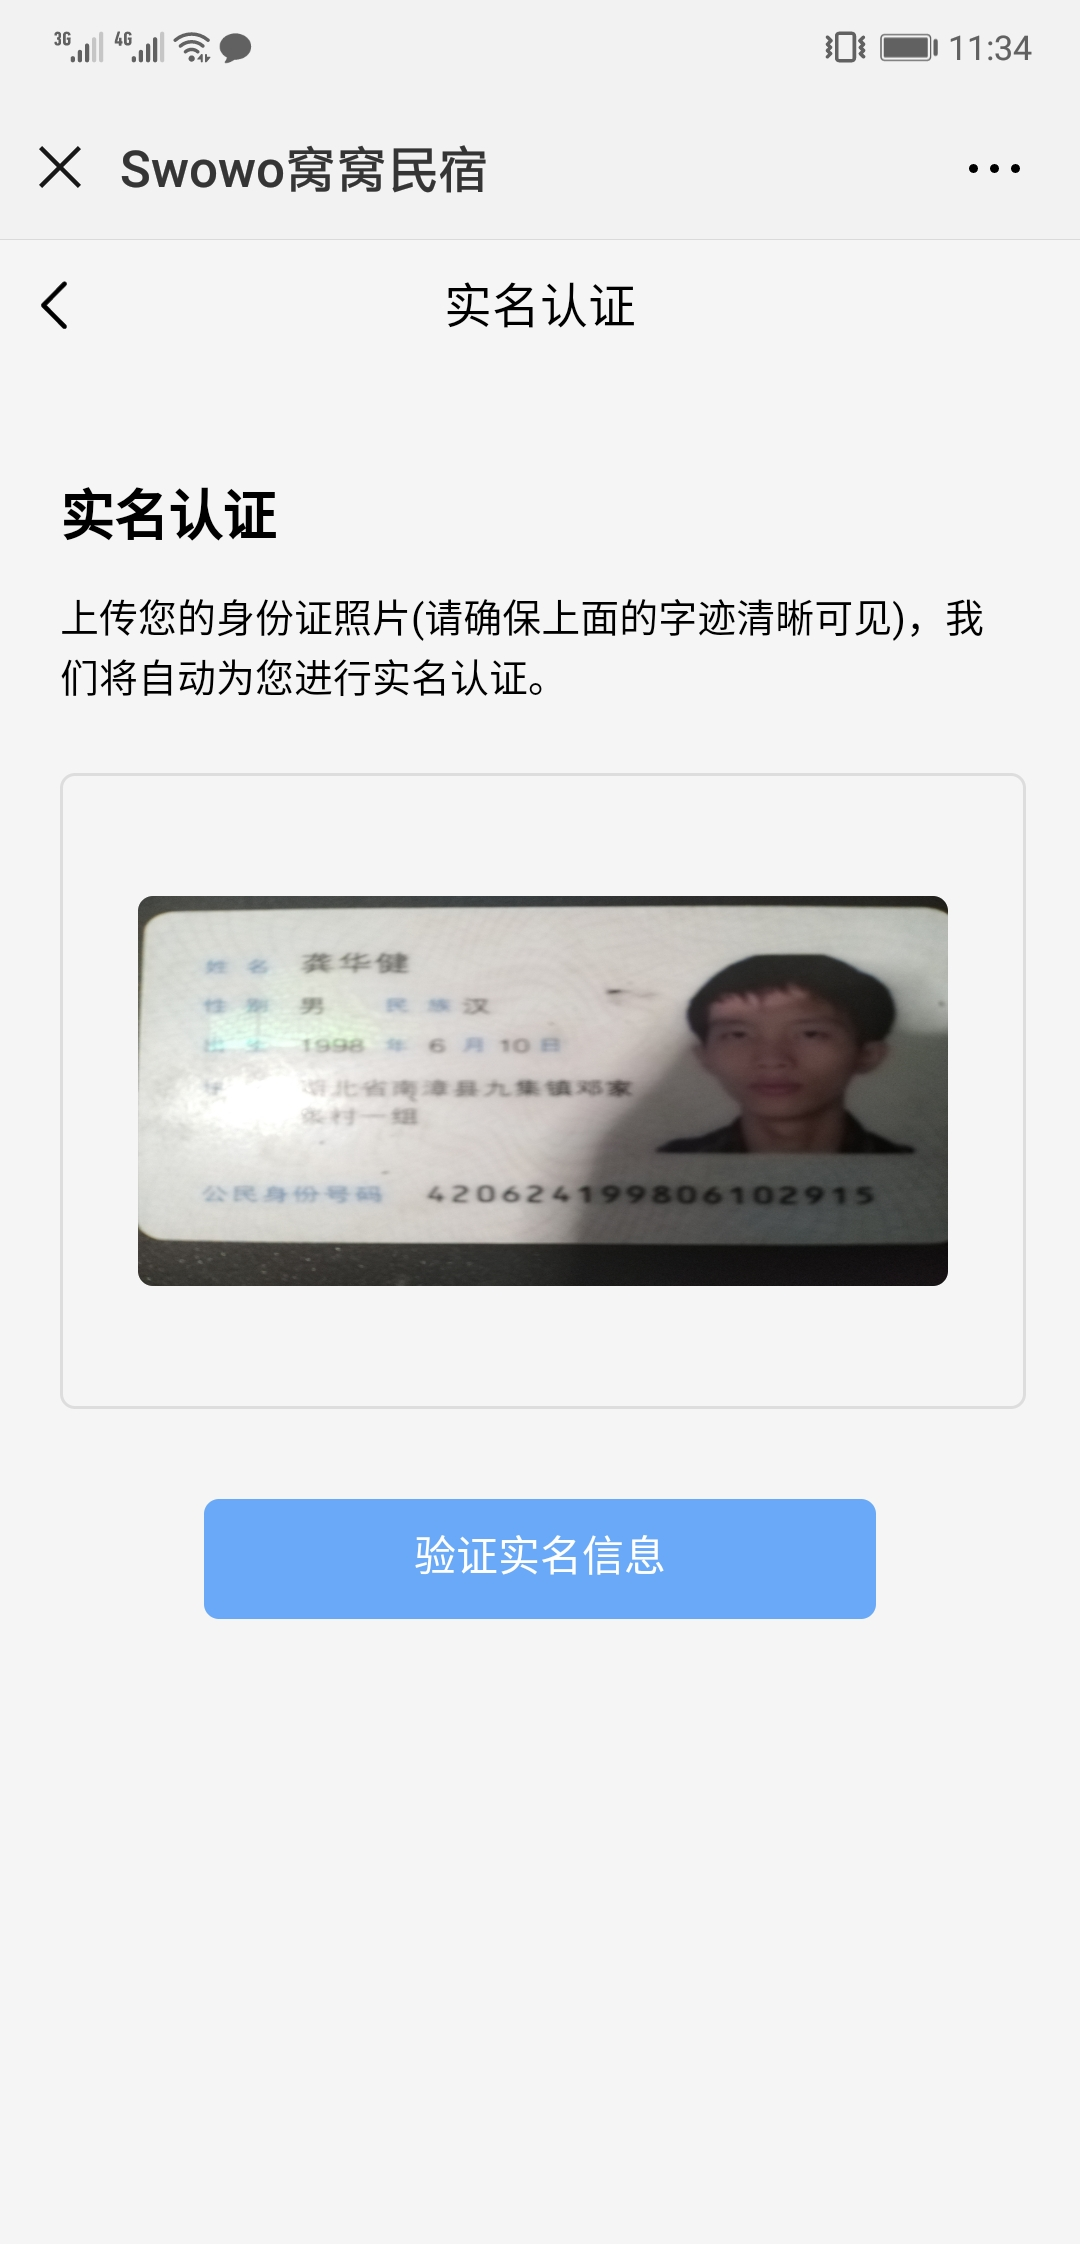 3G 4G 11:34
Swowo窝窝民宿
实名认证
实名认证
上传您的身份证照片(请确保上面的字迹清晰可见)，我
们将自动为您进行实名认证。
姓名 龚华健
性别 男 民族 汉
出生 1998 年 6 月 10 日
北省南漳县九集镇邓家
村一组
公民身份号码 420624199806102915
验证实名信息